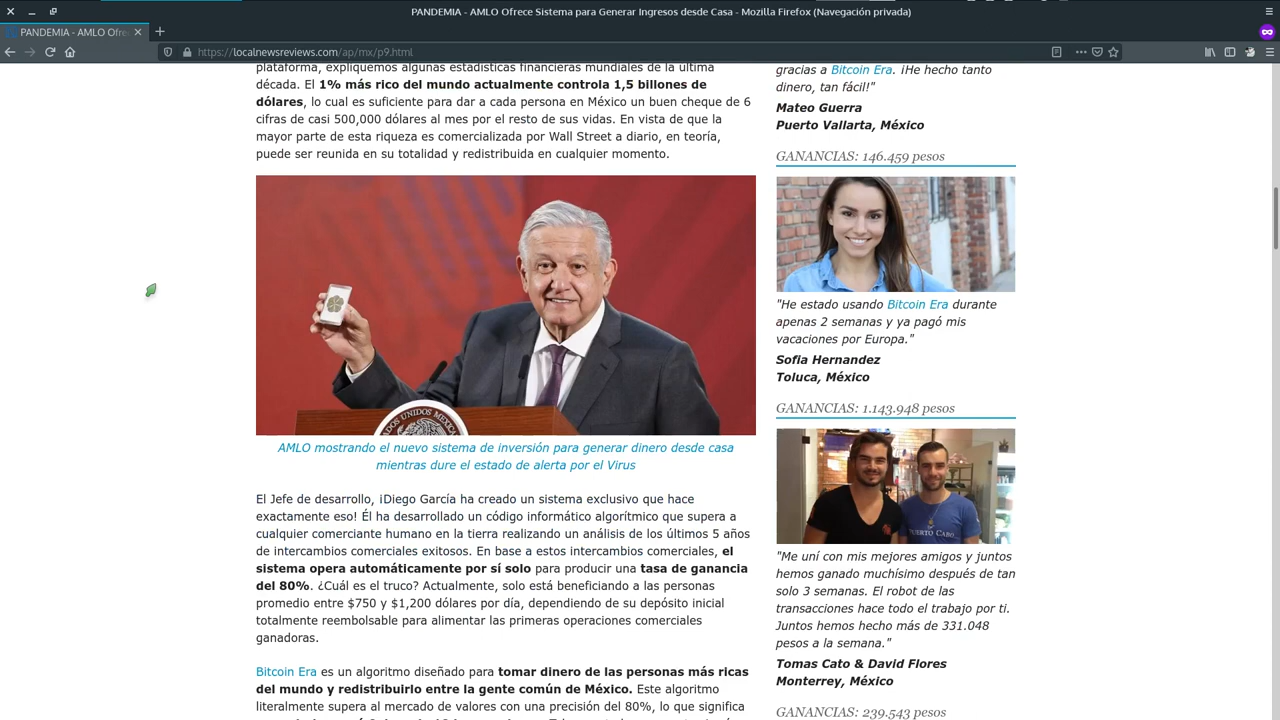 PANDEMIA - AMLO Ofrece Sistema para Generar Ingresos desde Casa - Mozilla Firefox (Navegación privada)
PANDEMIA - AMLO Ofre
https://localnewsreviews.com/ap/mx/p9.html
plataforma, expliquemos algunas estadísticas financieras mundiales de la última
década. El 1% más rico del mundo actualmente controla 1,5 billones de
dólares, lo cual es suficiente para dar a cada persona en México un buen cheque de 6
cifras de casi 500,000 dólares al mes por el resto de sus vidas. En vista de que la
mayor parte de esta riqueza es comercializada por Wall Street a diario, en teoría,
puede ser reunida en su totalidad y redistribuida en cualquier momento.
AMLO mostrando el nuevo sistema de inversión para generar dinero desde casa
mientras dure el estado de alerta por el Virus
El Jefe de desarrollo, ¡Diego García ha creado un sistema exclusivo que hace
exactamente eso! Él ha desarrollado un código informático algorítmico que supera a
cualquier comerciante humano en la tierra realizando un análisis de los últimos 5 años
de intercambios comerciales exitosos. En base a estos intercambios comerciales, el
sistema opera automáticamente por sí solo para producir una tasa de ganancia
del 80%. ¿Cuál es el truco? Actualmente, solo está beneficiando a las personas
promedio entre $750 y $1,200 dólares por día, dependiendo de su depósito inicial
totalmente reembolsable para alimentar las primeras operaciones comerciales
ganadoras.
Bitcoin Era es un algoritmo diseñado para tomar dinero de las personas más ricas
del mundo y redistribuirlo entre la gente común de México. Este algoritmo
literalmente supera al mercado de valores con una precisión del 80%, lo que significa
gracias a Bitcoin Era. ¡He hecho tanto
dinero, tan fácil!"
Mateo Guerra
Puerto Vallarta, México
GANANCIAS: 146.459 pesos
"He estado usando Bitcoin Era durante
apenas 2 semanas y ya pagó mis
vacaciones por Europa."
Sofia Hernandez
Toluca, México
GANANCIAS: 1.143.948 pesos
"Me uní con mis mejores amigos y juntos
hemos ganado muchísimo después de tan
solo 3 semanas. El robot de las
transacciones hace todo el trabajo por ti.
Juntos hemos hecho más de 331.048
pesos a la semana."
Tomas Cato & David Flores
Monterrey, México
GANANCIAS: 239.543 pesos